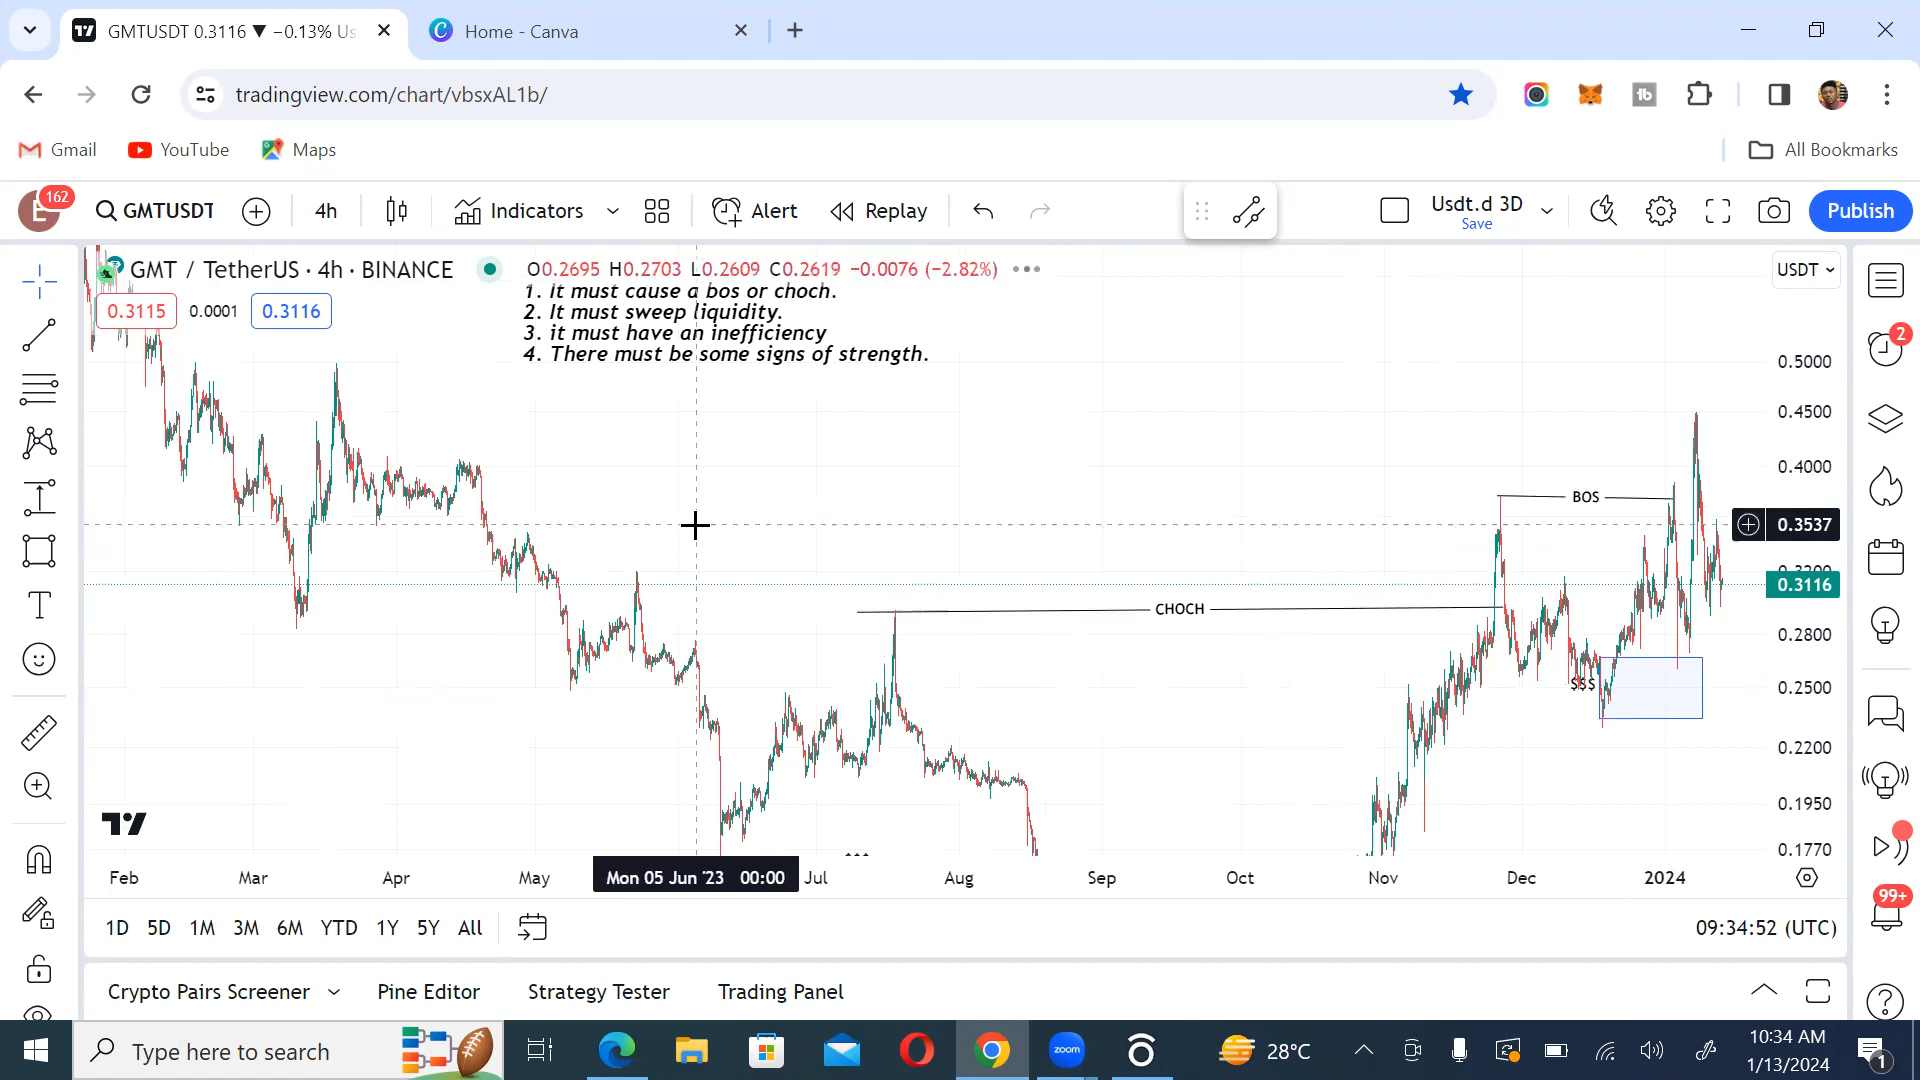 GMTUSDT 0.3116 ▼ −0.13% Us
Home - Canva
tradingview.com/chart/vbsxAL1b/
Gmail
YouTube
Maps
All Bookmarks
E
162
GMTUSDT
4h
Indicators
Alert
Replay
Usdt.d 3D
Save
Publish
GMT / TetherUS · 4h · BINANCE
O0.2695 H0.2703 L0.2609 C0.2619 −0.0076 (−2.82%)
USDT
0.3115
0.0001
0.3116
1. It must cause a bos or choch.
2. It must sweep liquidity.
3. it must have an inefficiency
4. There must be some signs of strength.
2
0.5000
0.4500
0.4000
BOS
0.3537
0.3200
0.3116
CHOCH
0.2800
$$$
0.2500
0.2200
0.1950
0.1770
Feb
Mar
Apr
May
Mon 05 Jun '23 00:00
Jul
Aug
Sep
Oct
Nov
Dec
2024
99+
1D
5D
1M
3M
6M
YTD
1Y
5Y
All
09:34:52 (UTC)
Crypto Pairs Screener
Pine Editor
Strategy Tester
Trading Panel
Type here to search
zoom
28°C
10:34 AM
1/13/2024
1